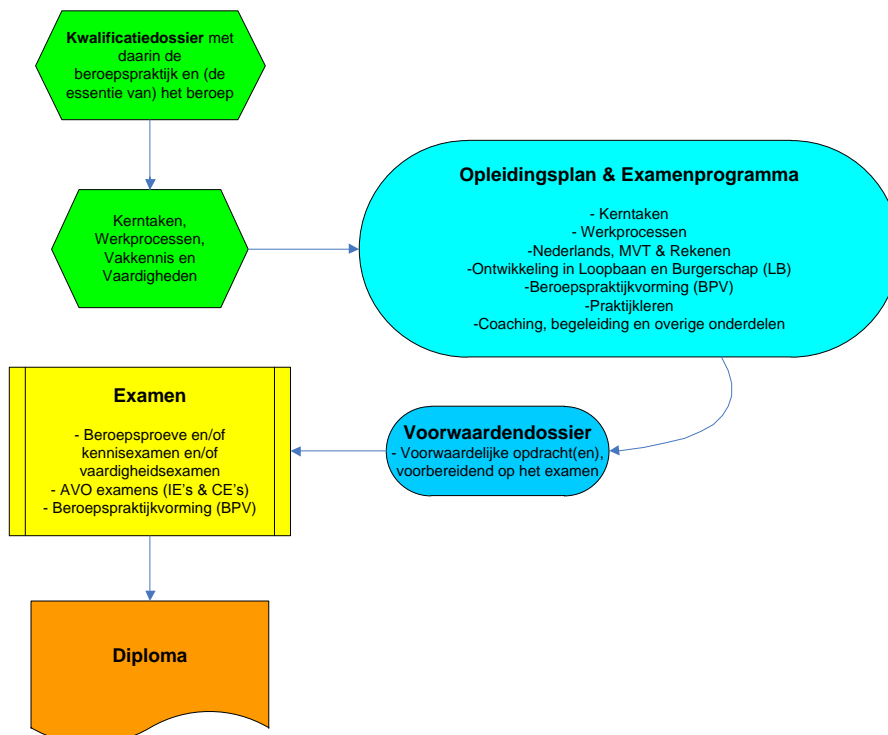 Kwalificatiedossier met
daarin de
beroepspraktijk en (de
essentie van) het beroep
Kerntaken,
Werkprocessen,
Vakkennis en
Vaardigheden
Opleidingsplan & Examenprogramma
- Kerntaken
- Werkprocessen
-Nederlands, MVT & Rekenen
-Ontwikkeling in Loopbaan en Burgerschap (LB)
-Beroepspraktijkvorming (BPV)
-Praktijkleren
-Coaching, begeleiding en overige onderdelen
Voorwaardendossier
- Voorwaardelijke opdracht(en),
voorbereidend op het examen
Examen
- Beroepsproeve en/of
kennisexamen en/of
vaardigheidsexamen
- AVO examens (IE's & CE's)
- Beroepspraktijkvorming (BPV)
Diploma